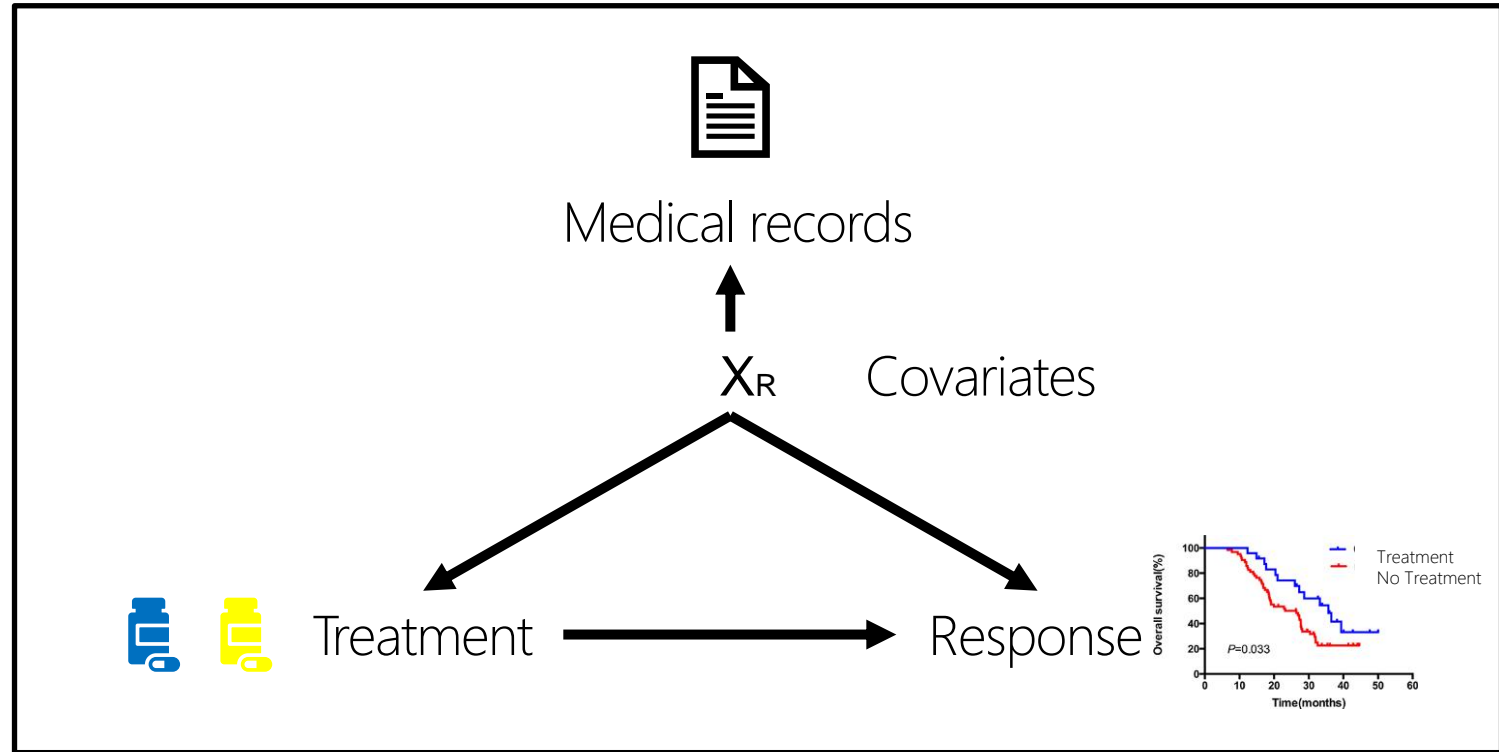 Medical records
XR Covariates
Treatment
Response
Overall survival(%)
100
80
60
40
20
0
P=0.033
Treatment
No Treatment
0 10 20 30 40 50 60
Time(months)